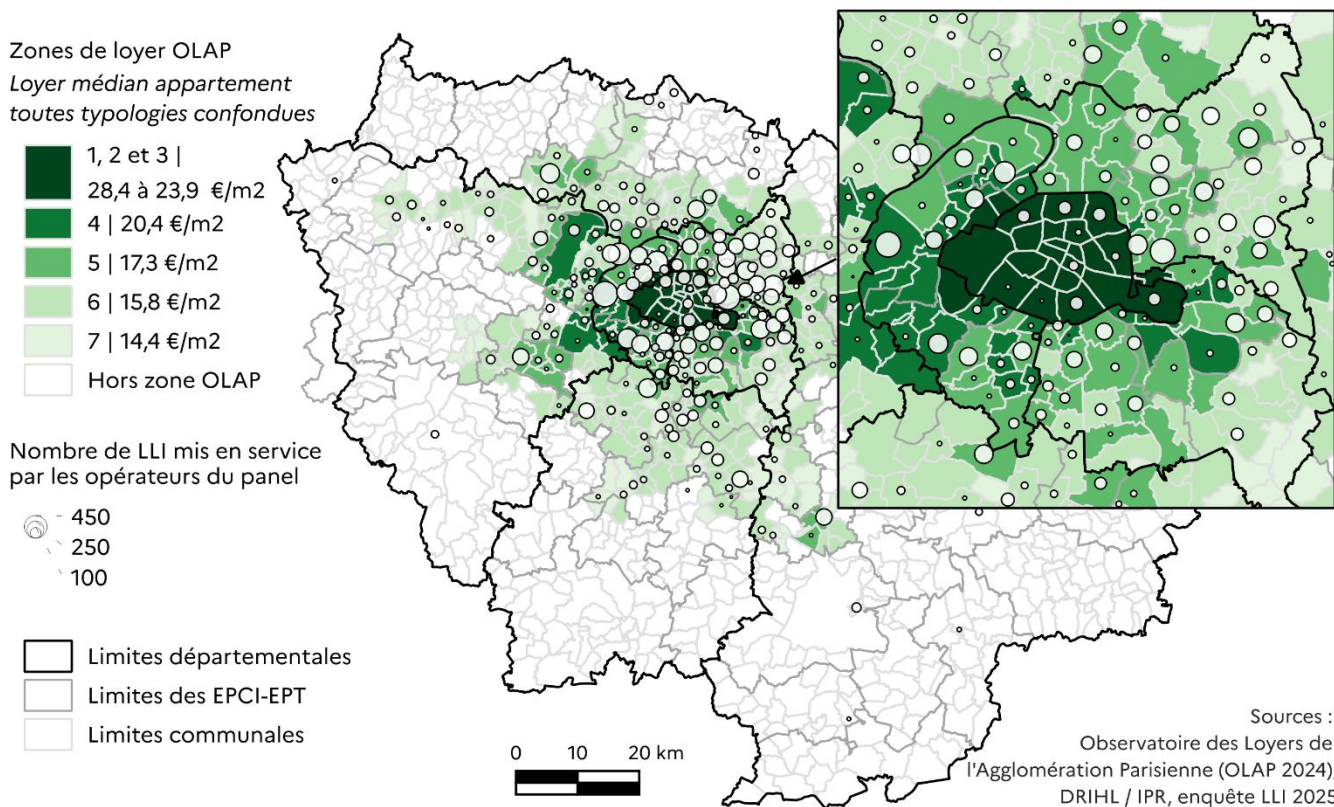 Zones de loyer OLAP
Loyer médian appartement
toutes typologies confondues
1, 2 et 3 |
28,4 à 23,9 €/m2
4 | 20,4 €/m2
5 | 17,3 €/m2
6 | 15,8 €/m2
7 | 14,4 €/m2
Hors zone OLAP
Nombre de LLI mis en service
par les opérateurs du panel
450
250
100
Limites départementales
Limites des EPCI-EPT
Limites communales
0 10 20 km
Sources :
Observatoire des Loyers de
l'Agglomération Parisienne (OLAP 2024)
DRIHL / IPR, enquête LLI 2025